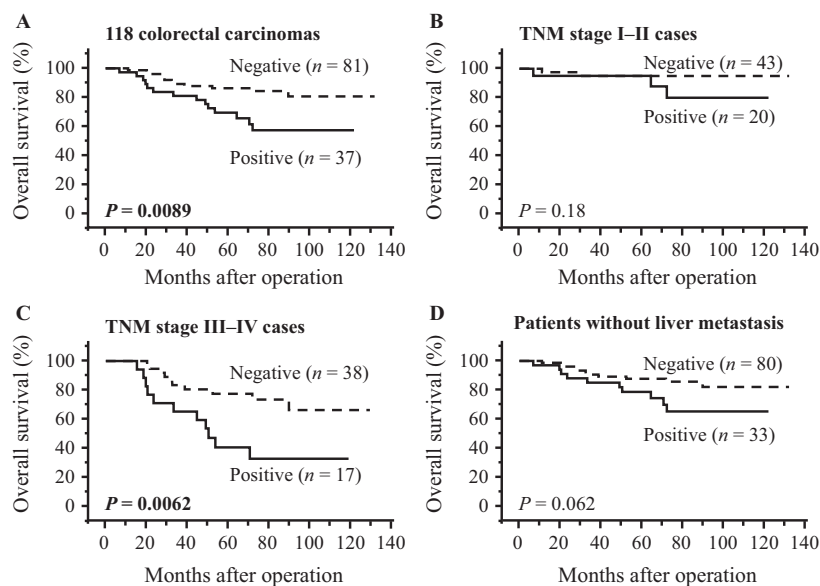 A
118 colorectal carcinomas
Overall survival (%)
100
80
60
40
20
0
Negative (n = 81)
Positive (n = 37)
P = 0.0089
0 20 40 60 80 100 120 140
Months after operation
B
TNM stage I–II cases
Overall survival (%)
100
80
60
40
20
0
Negative (n = 43)
Positive (n = 20)
P = 0.18
0 20 40 60 80 100 120 140
Months after operation
C
TNM stage III–IV cases
Overall survival (%)
100
80
60
40
20
0
Negative (n = 38)
Positive (n = 17)
P = 0.0062
0 20 40 60 80 100 120 140
Months after operation
D
Patients without liver metastasis
Overall survival (%)
100
80
60
40
20
0
Negative (n = 80)
Positive (n = 33)
P = 0.062
0 20 40 60 80 100 120 140
Months after operation